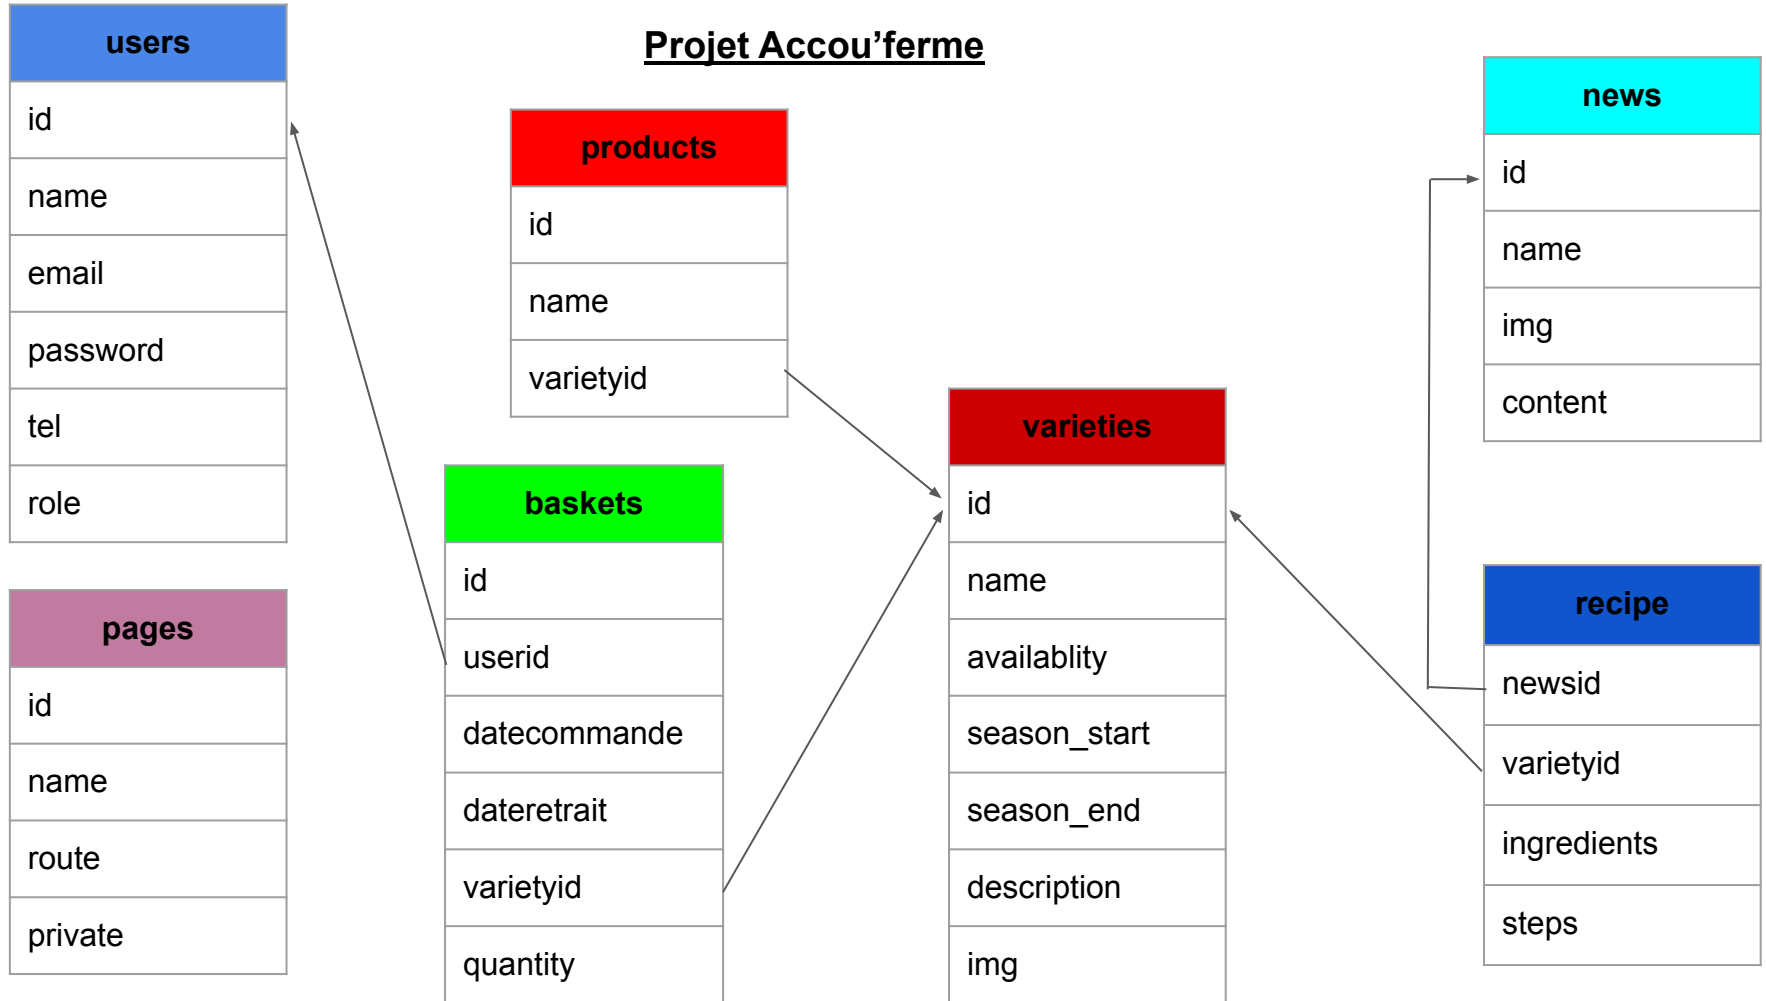 Projet Accou’ferme
users
id
name
email
password
tel
role
pages
id
name
route
private
products
id
name
varietyid
baskets
id
userid
datecommande
dateretrait
varietyid
quantity
varieties
id
name
availablity
season_start
season_end
description
img
news
id
name
img
content
recipe
newsid
varietyid
ingredients
steps